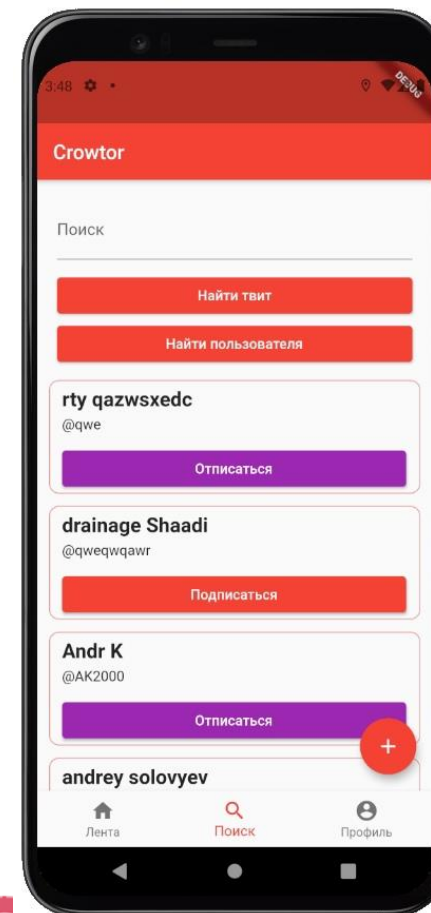 3:48
DEBUG
Crowtor
Поиск
Найти твит
Найти пользователя
rty qazwsxedc
@qwe
Отписаться
drainage Shaadi
@qweqwqawr
Подписаться
Andr K
@AK2000
Отписаться
+
andrey solovyev
Лента
Поиск
Профиль